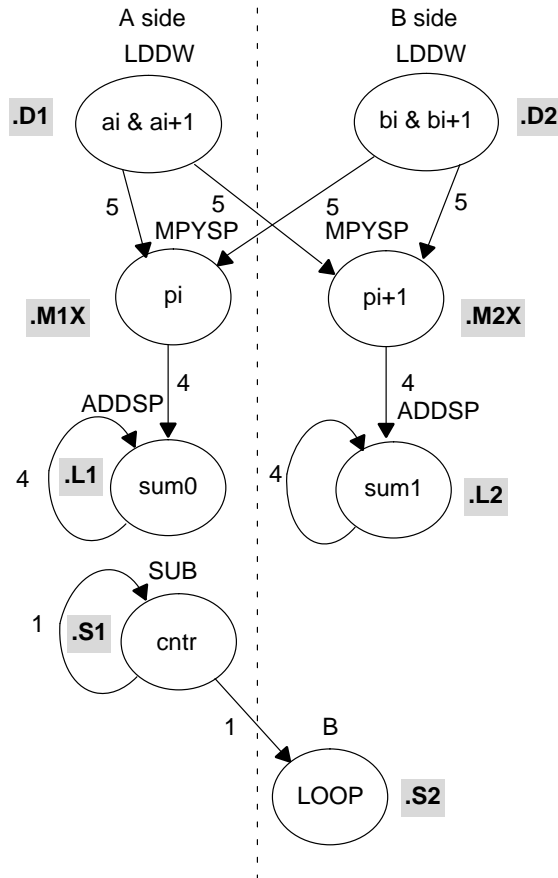 A side
B side
LDDW
LDDW
.D1
ai & ai+1
bi & bi+1
.D2
5
5
5
5
MPYSP
MPYSP
pi
pi+1
.M1X
.M2X
4
4
ADDSP
ADDSP
4
.L1
sum0
4
sum1
.L2
SUB
1
.S1
cntr
1
B
LOOP
.S2